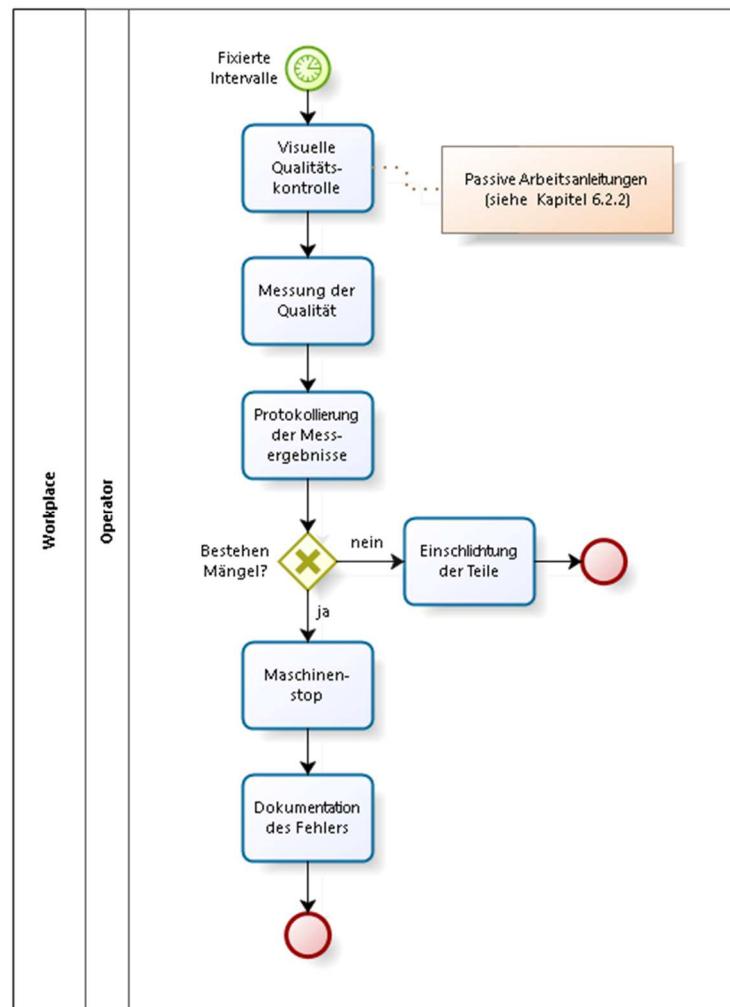 Workplace
Operator
Fixierte
Intervalle
Visuelle
Qualitäts-
kontrolle
Passive Arbeitsanleitungen
(siehe Kapitel 6.2.2)
Messung der
Qualität
Protokollierung
der Mess-
ergebnisse
Bestehen
Mängel?
nein
Einschlichtung
der Teile
ja
Maschinen-
stop
Dokumentation
des Fehlers